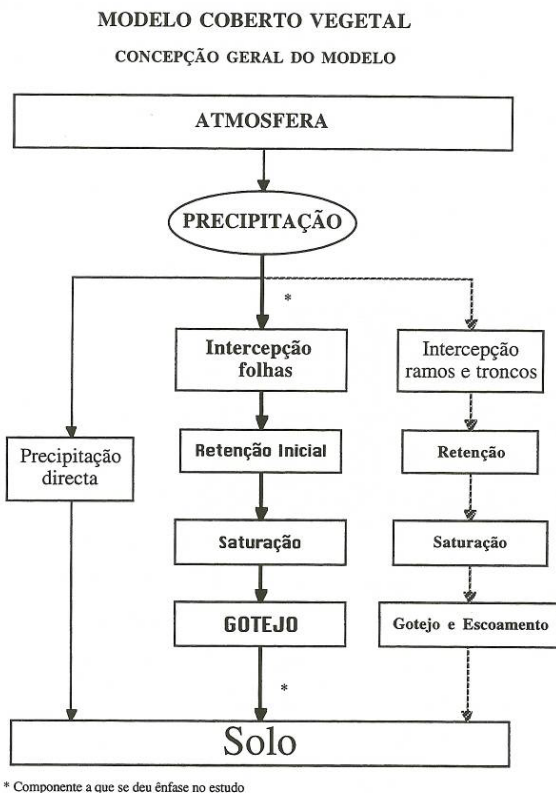 MODELO COBERTO VEGETAL
CONCEPÇÃO GERAL DO MODELO
ATMOSFERA
PRECIPITAÇÃO
*
Intercepção
folhas
Intercepção
ramos e troncos
Precipitação
directa
Retenção Inicial
Retenção
Saturação
Saturação
GOTEJO
Gotejo e Escoamento
*
Solo
* Componente a que se deu ênfase no estudo